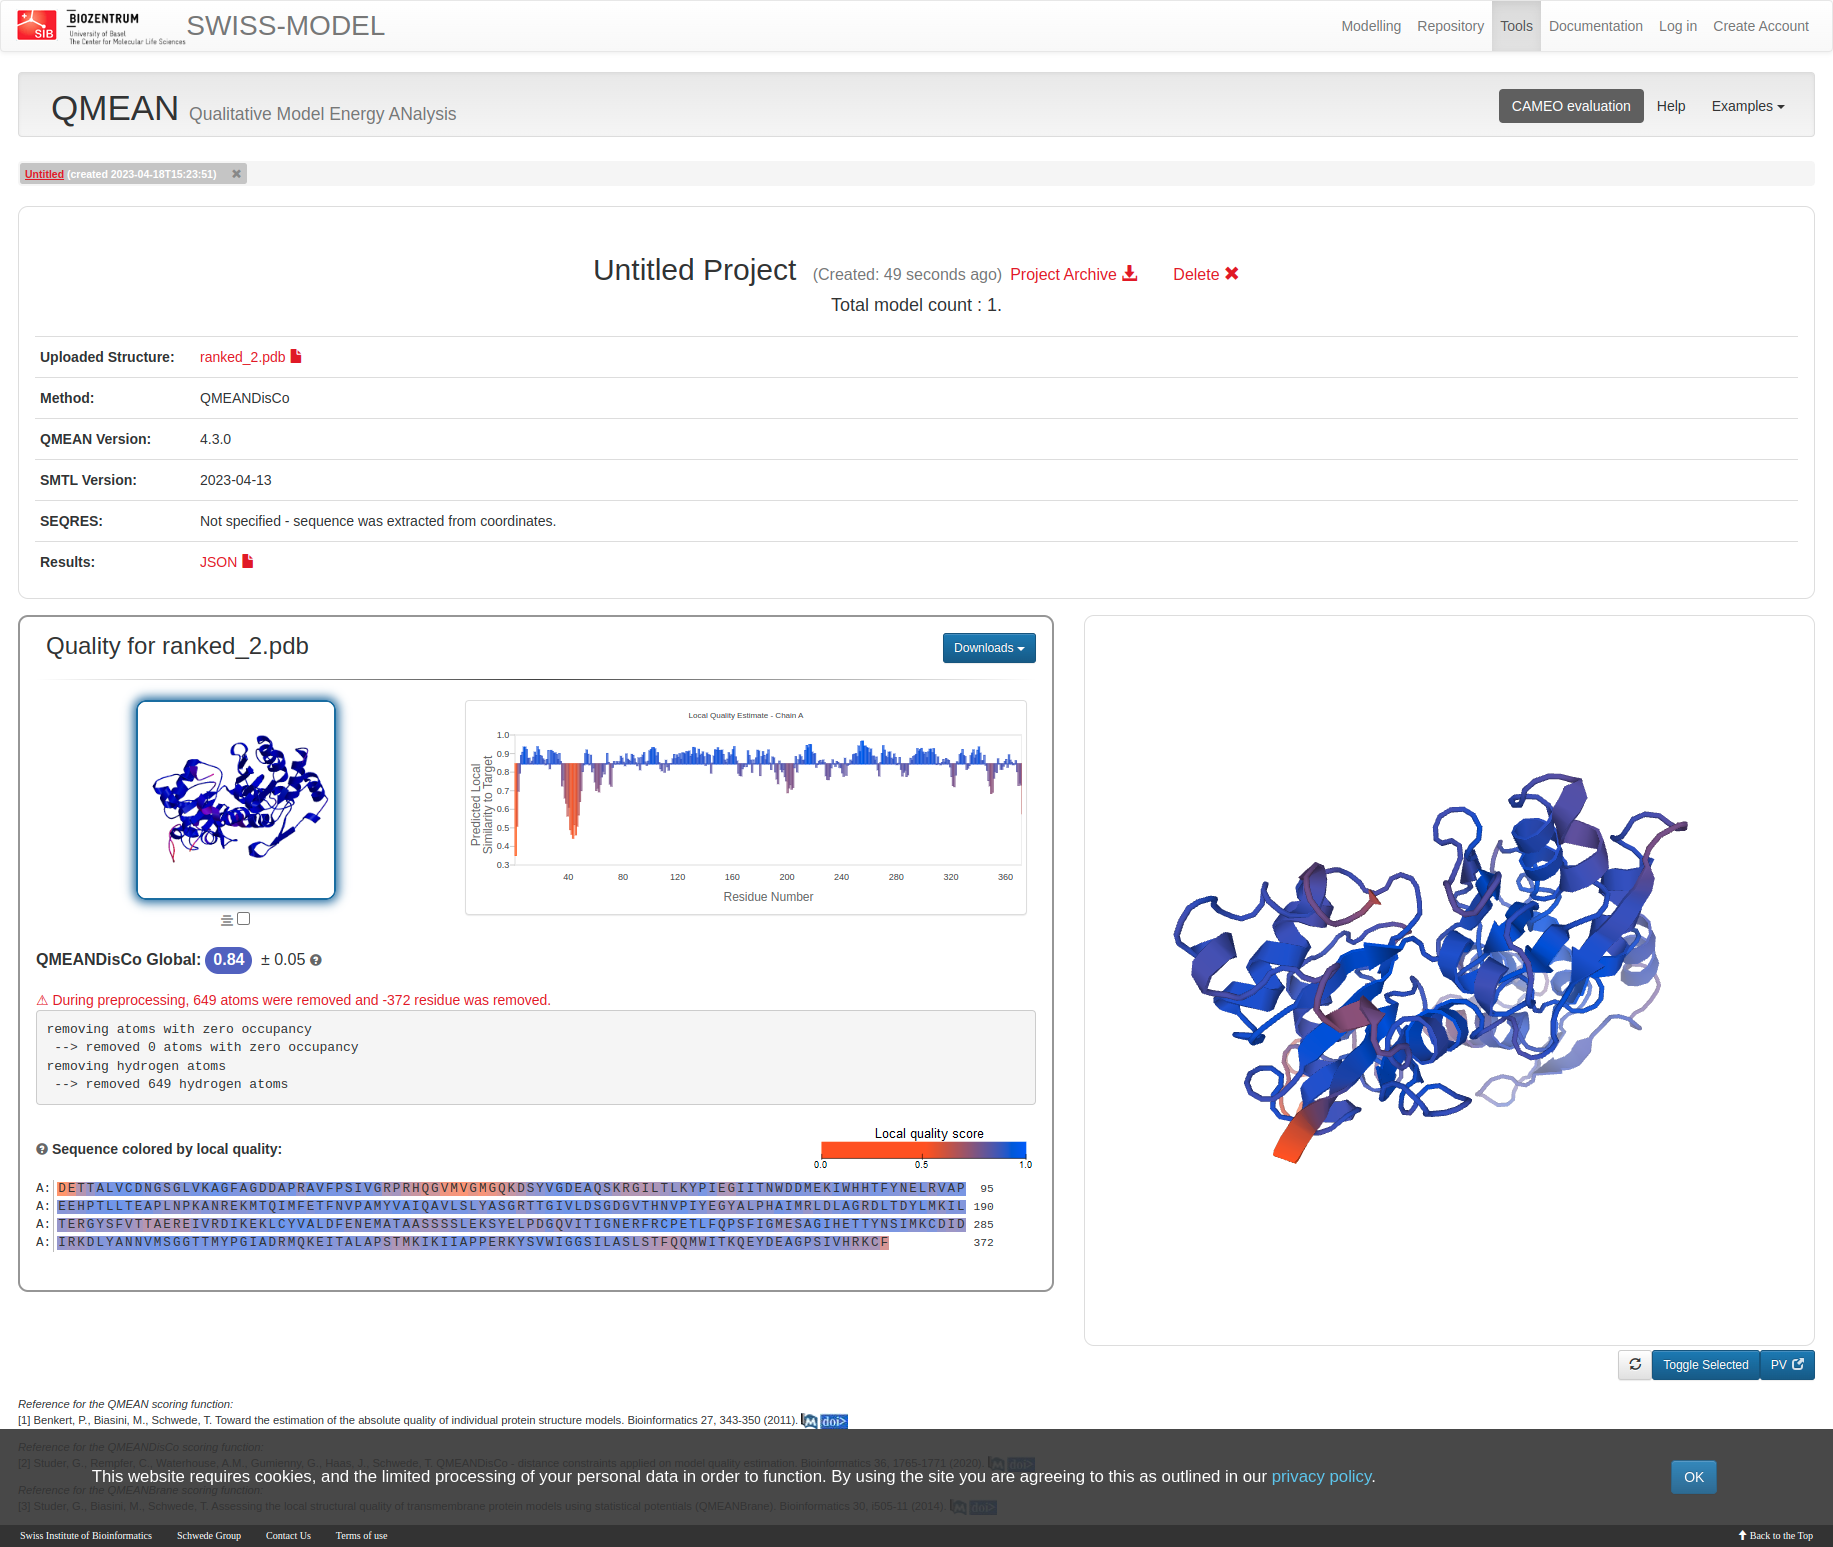 SIB
BIOZENTRUM
University of Basel
The Center for Molecular Life Sciences
SWISS-MODEL
Modelling
Repository
Tools
Documentation
Log in
Create Account
QMEAN Qualitative Model Energy ANalysis
CAMEO evaluation
Help
Examples
Untitled (created 2023-04-18T15:23:51)
Untitled Project (Created: 49 seconds ago) Project Archive Delete
Total model count : 1.
Uploaded Structure: ranked_2.pdb
Method: QMEANDisCo
QMEAN Version: 4.3.0
SMTL Version: 2023-04-13
SEQRES: Not specified - sequence was extracted from coordinates.
Results: JSON
Quality for ranked_2.pdb
Downloads
Local Quality Estimate - Chain A
Predicted Local
Similarity to Target
1.0
0.9
0.8
0.7
0.6
0.5
0.4
0.3
40 80 120 160 200 240 280 320 360
Residue Number
QMEANDisCo Global: 0.84 ± 0.05
⚠ During preprocessing, 649 atoms were removed and -372 residue was removed.
removing atoms with zero occupancy
--> removed 0 atoms with zero occupancy
removing hydrogen atoms
--> removed 649 hydrogen atoms
Sequence colored by local quality:
Local quality score
0.0 0.5 1.0
A: DETTALVCDNGSGLVKAGFAGDDAPRAVFPSIVGRPRHQGVMVGMGQKDSYVGDEAQSKRGILTLKYPIEGIITNWDDMEKIWHHTFYNELRVAP 95
A: EEHPTLLTEAPLNPKANREKMTQIMFETFNVPAMYVAIQAVLSLYASGRTTGIVLDSGDGVTHNVPIYEGYALPHAIMRLDLAGRDLTDYLMKIL 190
A: TERGYSFVTTAEREIVRDIKEKLCYVALDFENEMATAASSSSLEKSYELPDGQVITIGNERFRCPETLFQPSFIGMESAGIHETTYNSIMKCDID 285
A: IRKDLYANNVMSGGTTMYPGIADRMQKEITALAPSTMKIKIIAPPERKYSVWIGGSILASLSTFQQMWITKQEYDEAGPSIVHRKCF 372
Toggle Selected
PV
Reference for the QMEAN scoring function:
[1] Benkert, P., Biasini, M., Schwede, T. Toward the estimation of the absolute quality of individual protein structure models. Bioinformatics 27, 343-350 (2011). M doi>
Reference for the QMEANDisCo scoring function:
[2] Studer, G., Rempfer, C., Waterhouse, A.M., Gumienny, G., Haas, J., Schwede, T. QMEANDisCo - distance constraints applied on model quality estimation. Bioinformatics 36, 1765-1771 (2020). M doi>
This website requires cookies, and the limited processing of your personal data in order to function. By using the site you are agreeing to this as outlined in our privacy policy.
OK
Reference for the QMEANBrane scoring function:
[3] Studer, G., Biasini, M., Schwede, T. Assessing the local structural quality of transmembrane protein models using statistical potentials (QMEANBrane). Bioinformatics 30, i505-11 (2014). M doi>
Swiss Institute of Bioinformatics
Schwede Group
Contact Us
Terms of use
Back to the Top